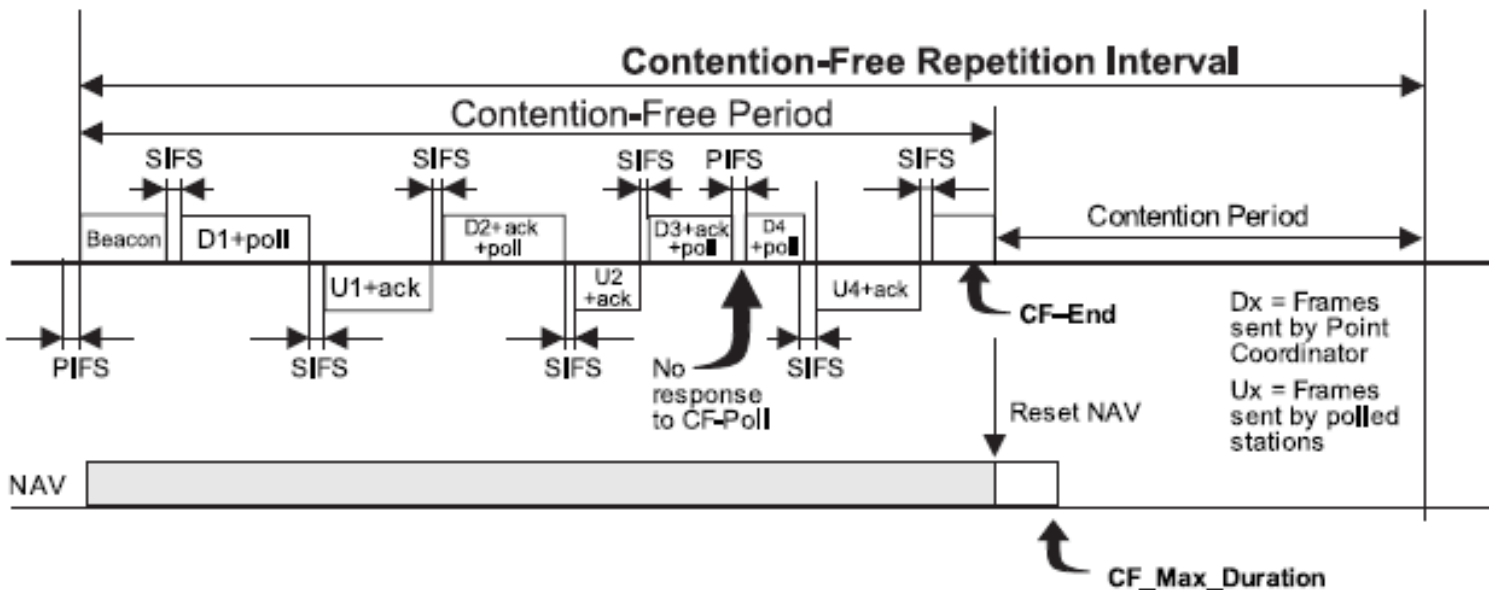 Contention-Free Repetition Interval
Contention-Free Period
SIFS
SIFS
SIFS
PIFS
SIFS
Contention Period
Beacon
D1+poll
D2+ack
+poll
D3+ack
+poll
D4
+poll
U1+ack
U2
+ack
U4+ack
PIFS
SIFS
SIFS
SIFS
No
response
to CF-Poll
CF-End
Reset NAV
Dx = Frames
sent by Point
Coordinator
Ux = Frames
sent by polled
stations
NAV
CF_Max_Duration